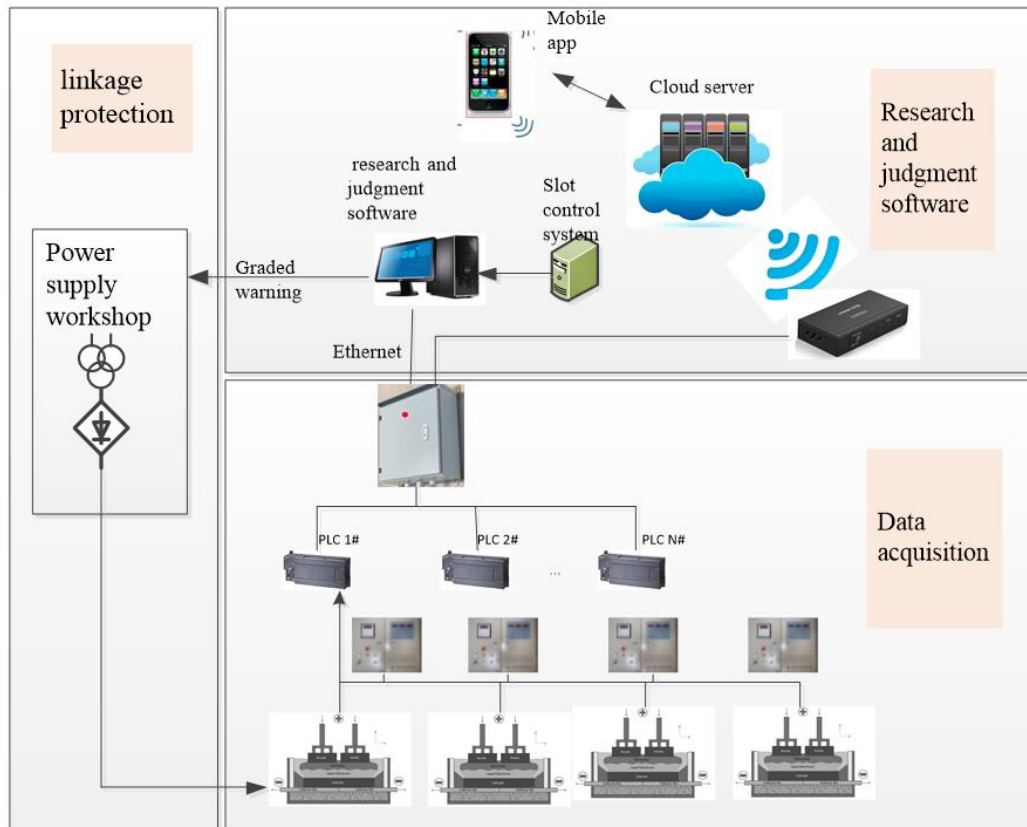 linkage
protection
Mobile
app
Cloud server
Research
and
judgment
software
research and
judgment
software
Slot
control
system
Power
supply
workshop
Graded
warning
Ethernet
Data
acquisition
PLC 1#
PLC 2#
PLC N#
...